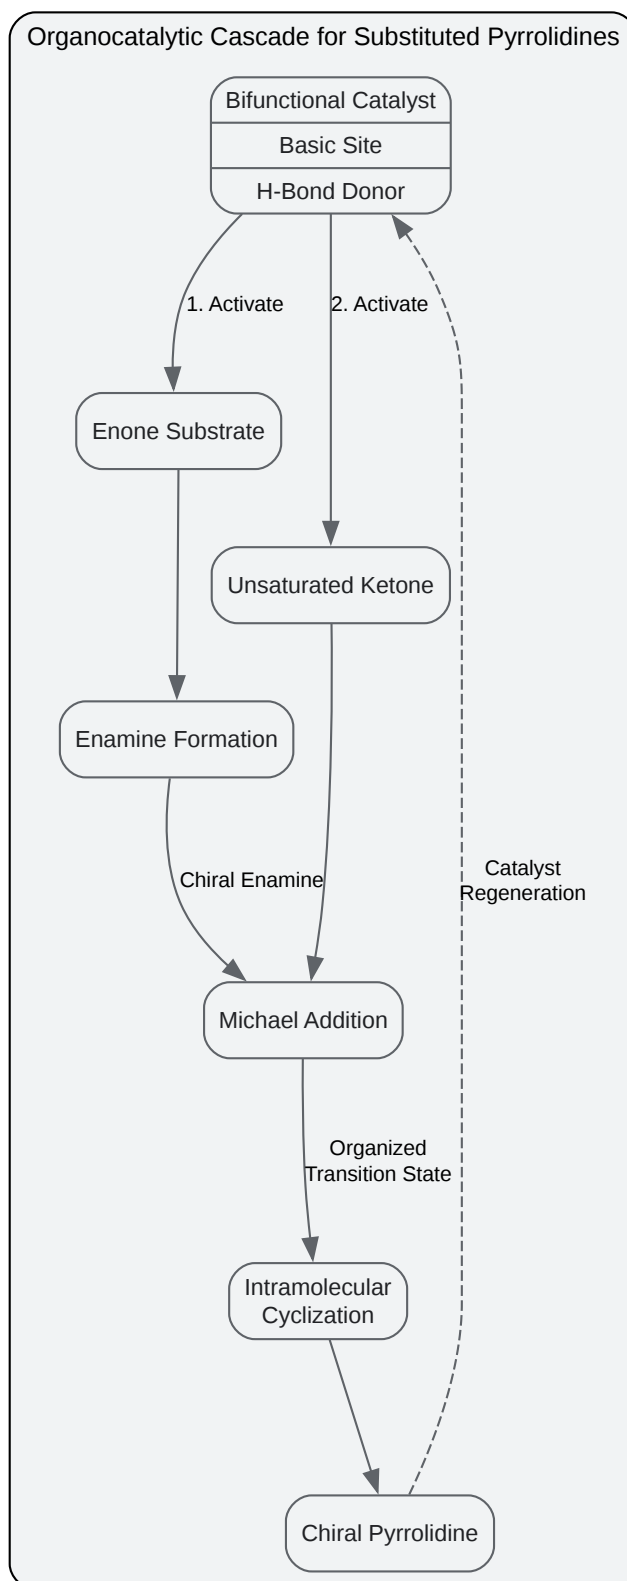 Organocatalytic Cascade for Substituted Pyrrolidines
Bifunctional Catalyst
Basic Site
H-Bond Donor
1. Activate
2. Activate
Enone Substrate
Unsaturated Ketone
Enamine Formation
Chiral Enamine
Catalyst
Regeneration
Michael Addition
Organized
Transition State
Intramolecular
Cyclization
Chiral Pyrrolidine